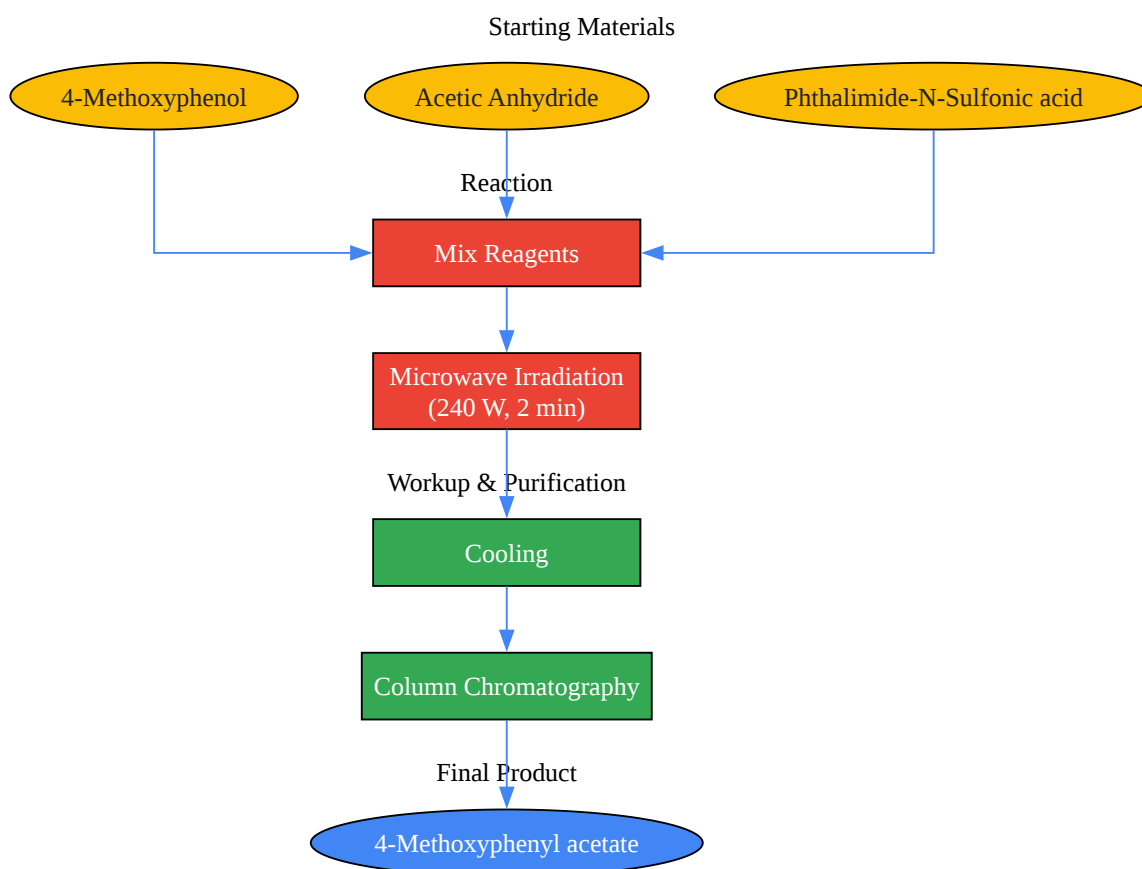 Starting Materials
4-Methoxyphenol
Acetic Anhydride
Phthalimide-N-Sulfonic acid
Reaction
Mix Reagents
Microwave Irradiation
(240 W, 2 min)
Workup & Purification
Cooling
Column Chromatography
Final Product
4-Methoxyphenyl acetate